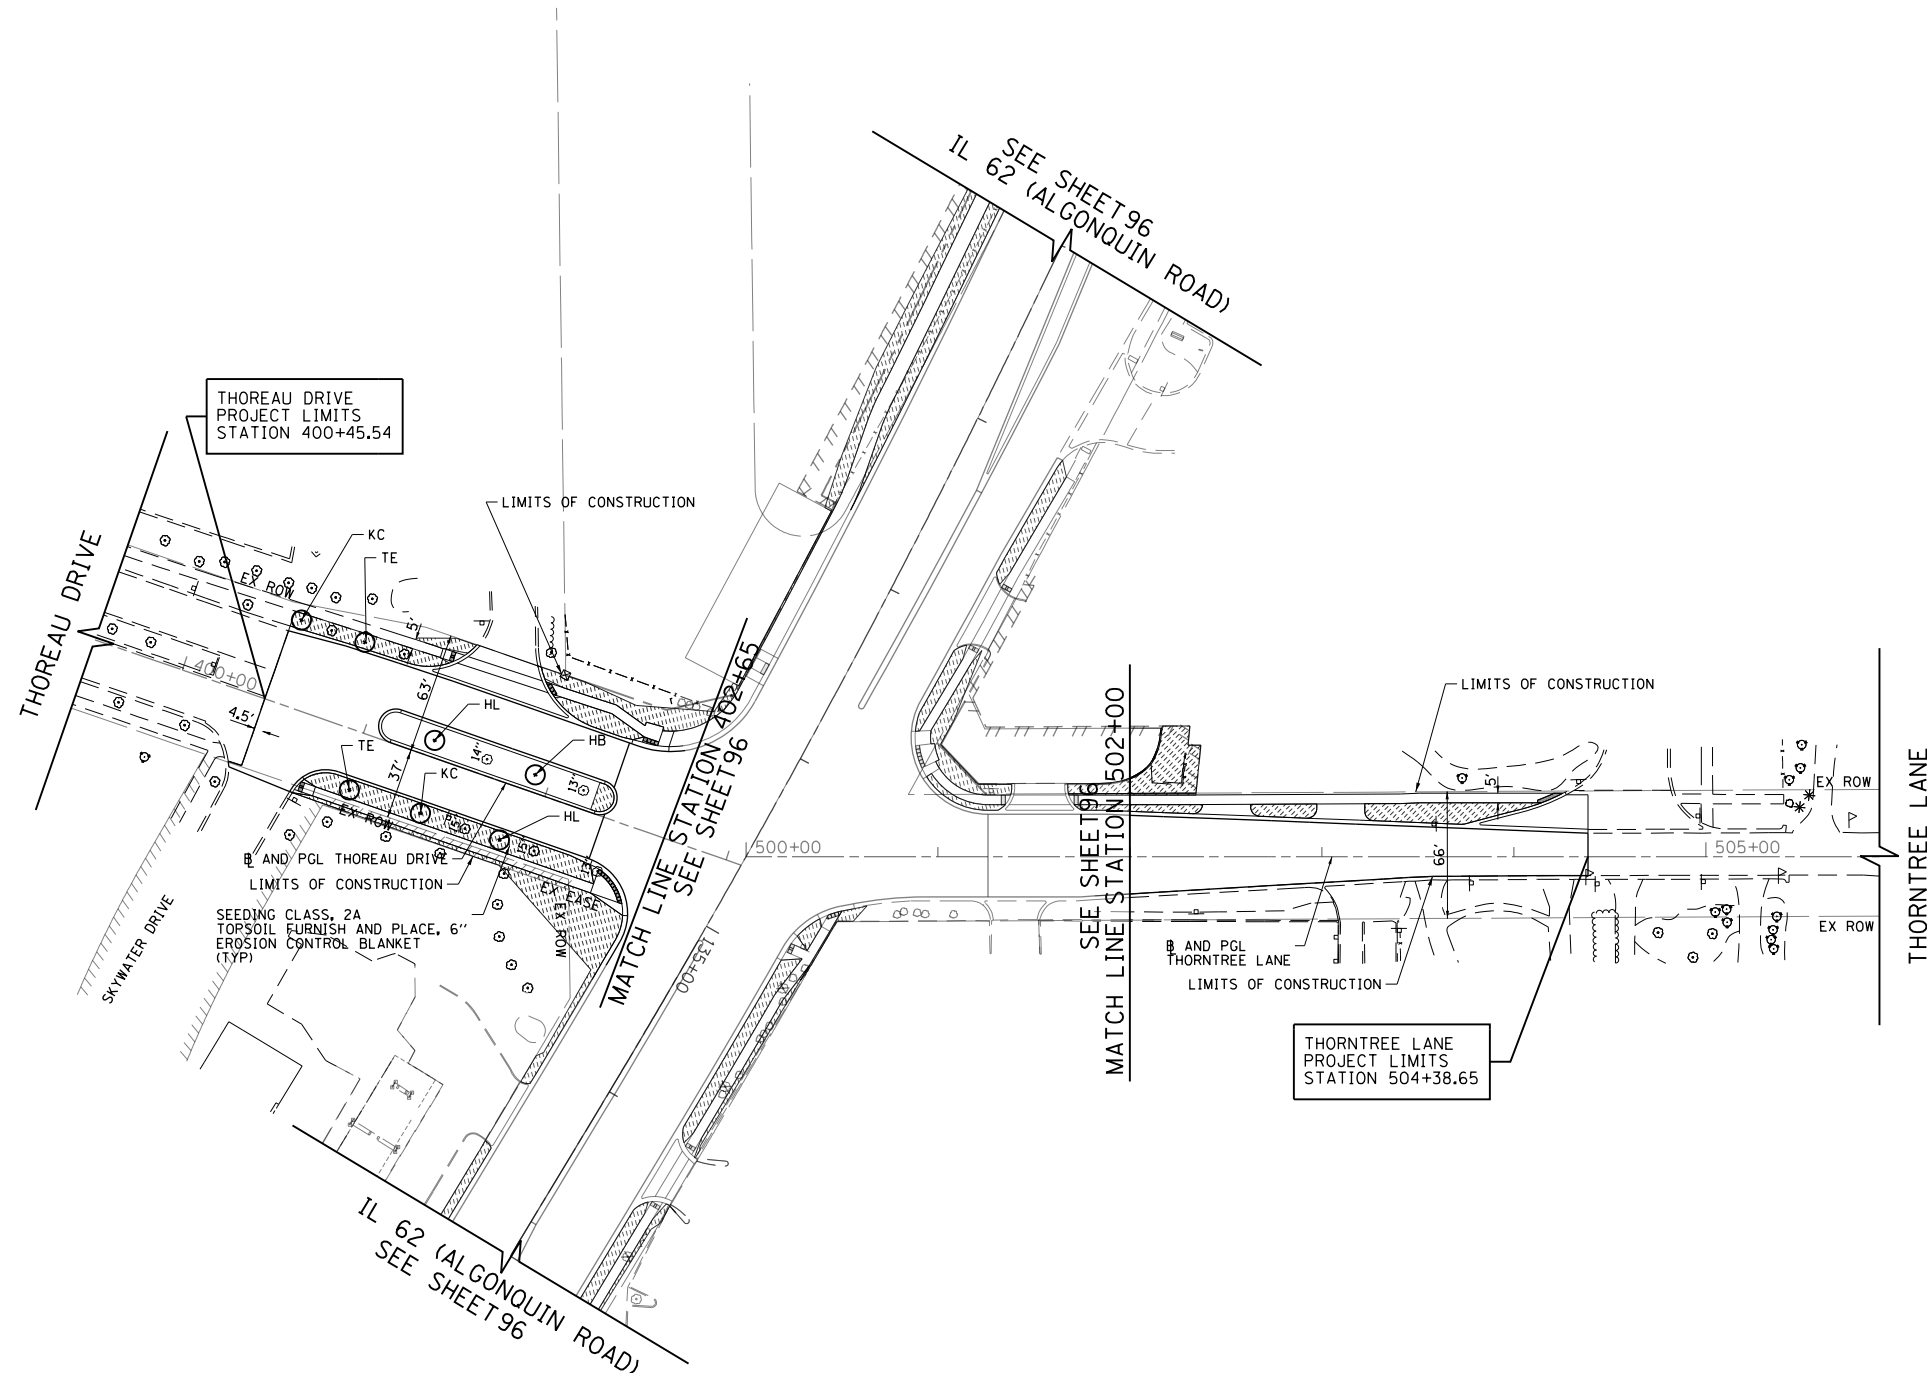 SEE SHEET 96
IL 62 (ALGONQUIN ROAD)
THOREAU DRIVE
PROJECT LIMITS
STATION 400+45.54
LIMITS OF CONSTRUCTION
KC
TE
THOREAU DRIVE
EX ROW
5'
63'
400+00
4.5'
HL
HB
TE
14"
13"
37'
KC
HL
EX ROW
15"
15"
℄ AND PGL THOREAU DRIVE
LIMITS OF CONSTRUCTION
EX EASE
EX ROW
SEEDING CLASS, 2A
TOPSOIL FURNISH AND PLACE, 6''
EROSION CONTROL BLANKET
(TYP)
SKYWATER DRIVE
MATCH LINE STATION 402+65
SEE SHEET 96
135+00
500+00
SEE SHEET 96
MATCH LINE STATION 502+00
LIMITS OF CONSTRUCTION
5'
EX ROW
66'
505+00
EX ROW
THORNTREE LANE
℄ AND PGL
THORNTREE LANE
LIMITS OF CONSTRUCTION
THORNTREE LANE
PROJECT LIMITS
STATION 504+38.65
IL 62 (ALGONQUIN ROAD)
SEE SHEET 96